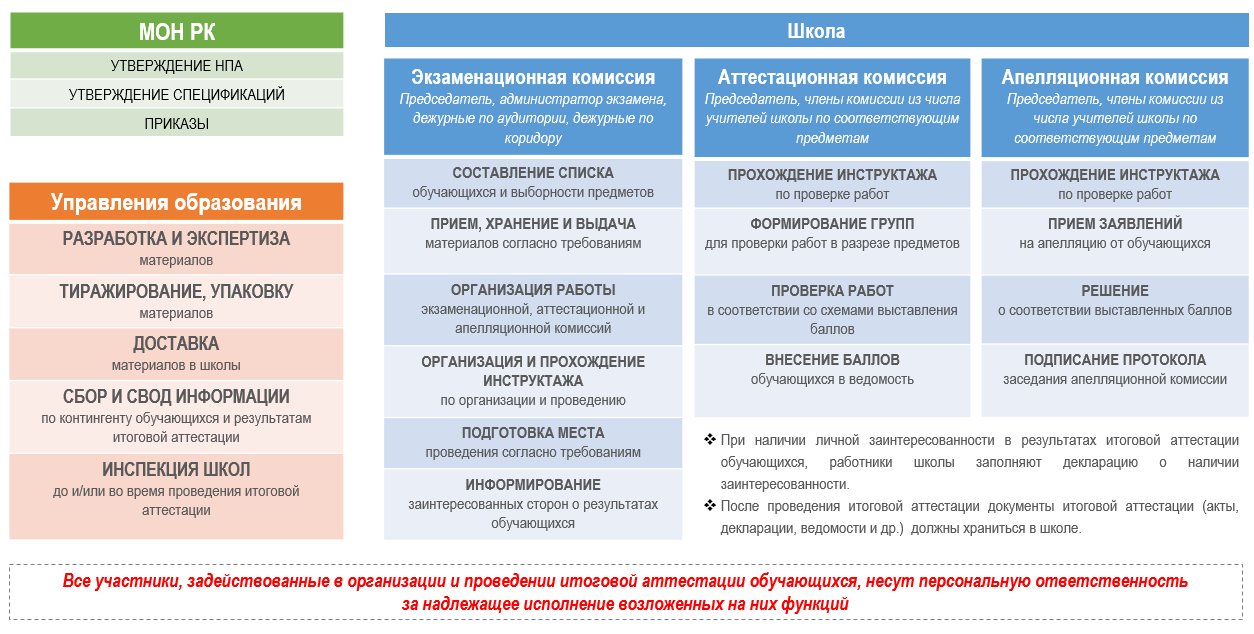 МОН РК
УТВЕРЖДЕНИЕ НПА
УТВЕРЖДЕНИЕ СПЕЦИФИКАЦИЙ
ПРИКАЗЫ
Управления образования
РАЗРАБОТКА И ЭКСПЕРТИЗА
материалов
ТИРАЖИРОВАНИЕ, УПАКОВКУ
материалов
ДОСТАВКА
материалов в школы
СБОР И СВОД ИНФОРМАЦИИ
по контингенту обучающихся и результатам
итоговой аттестации
ИНСПЕКЦИЯ ШКОЛ
до и/или во время проведения итоговой
аттестации
Школа
Экзаменационная комиссия
Председатель, администратор экзамена,
дежурные по аудитории, дежурные по
коридору
СОСТАВЛЕНИЕ СПИСКА
обучающихся и выборности предметов
ПРИЕМ, ХРАНЕНИЕ И ВЫДАЧА
материалов согласно требованиям
ОРГАНИЗАЦИЯ РАБОТЫ
экзаменационной, аттестационной и
апелляционной комиссий
ОРГАНИЗАЦИЯ И ПРОХОЖДЕНИЕ
ИНСТРУКТАЖА
по организации и проведению
ПОДГОТОВКА МЕСТА
проведения согласно требованиям
ИНФОРМИРОВАНИЕ
заинтересованных сторон о результатах
обучающихся
Аттестационная комиссия
Председатель, члены комиссии из числа
учителей школы по соответствующим
предметам
ПРОХОЖДЕНИЕ ИНСТРУКТАЖА
по проверке работ
ФОРМИРОВАНИЕ ГРУПП
для проверки работ в разрезе предметов
ПРОВЕРКА РАБОТ
в соответствии со схемами выставления
баллов
ВНЕСЕНИЕ БАЛЛОВ
обучающихся в ведомость
Апелляционная комиссия
Председатель, члены комиссии из
числа учителей школы по
соответствующим предметам
ПРОХОЖДЕНИЕ ИНСТРУКТАЖА
по проверке работ
ПРИЕМ ЗАЯВЛЕНИЙ
на апелляцию от обучающихся
РЕШЕНИЕ
о соответствии выставленных баллов
ПОДПИСАНИЕ ПРОТОКОЛА
заседания апелляционной комиссии
❖ При наличии личной заинтересованности в результатах итоговой аттестации
обучающихся, работники школы заполняют декларацию о наличии
заинтересованности.
❖ После проведения итоговой аттестации документы итоговой аттестации (акты,
декларации, ведомости и др.) должны храниться в школе.
Все участники, задействованные в организации и проведении итоговой аттестации обучающихся, несут персональную ответственность
за надлежащее исполнение возложенных на них функций